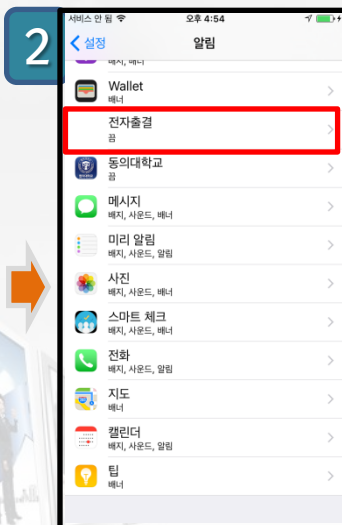 2
서비스 안 됨 오후 4:54
설정 알림
배지, 배너
Wallet
배너
전자출결
끔
동의대학교
끔
메시지
배지, 사운드, 배너
미리 알림
배지, 사운드, 알림
사진
배지, 사운드, 배너
스마트 체크
배지, 사운드, 배너
전화
배지, 사운드, 알림
지도
배너
캘린더
배지, 사운드, 알림
팁
배너